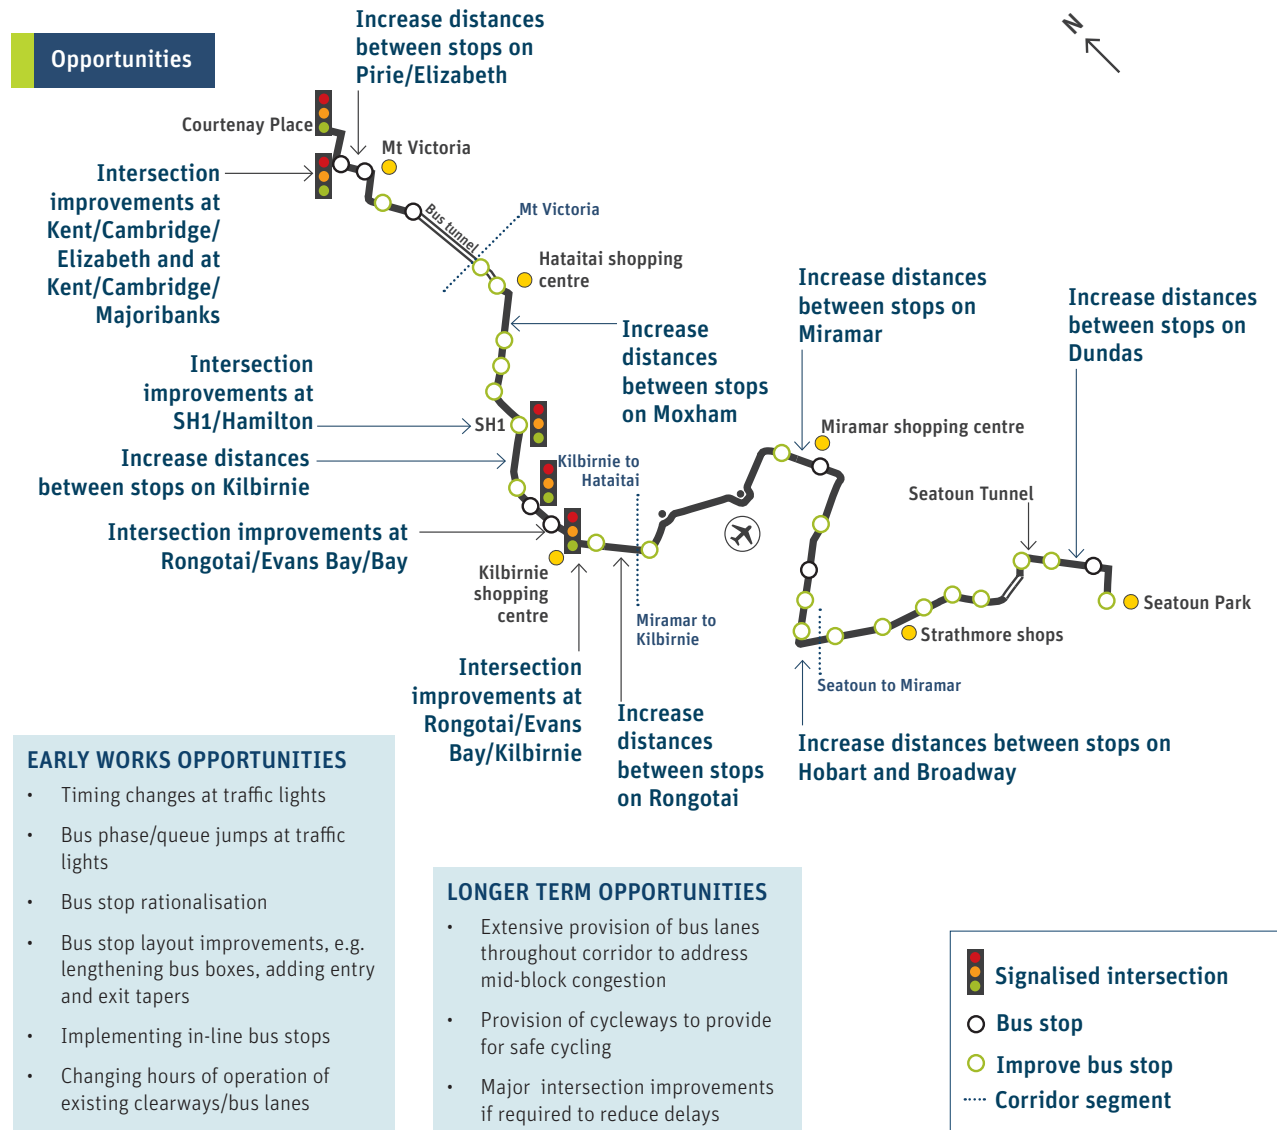 Opportunities
Increase distances
between stops on
Pirie/Elizabeth
N
Courtenay Place
Mt Victoria
Intersection
improvements at
Kent/Cambridge/
Elizabeth and at
Kent/Cambridge/
Majoribanks
Bus tunnel
Mt Victoria
Hataitai shopping
centre
Increase
distances
between stops
on Moxham
Increase distances
between stops on
Miramar
Increase distances
between stops on
Dundas
Intersection
improvements at
SH1/Hamilton
SH1
Increase distances
between stops on Kilbirnie
Kilbirnie to
Hataitai
Miramar shopping centre
Seatoun Tunnel
Intersection improvements at
Rongotai/Evans Bay/Bay
Kilbirnie
shopping
centre
Miramar to
Kilbirnie
Seatoun Park
Strathmore shops
Seatoun to Miramar
Intersection
improvements at
Rongotai/Evans
Bay/Kilbirnie
Increase
distances
between stops
on Rongotai
Increase distances between stops on
Hobart and Broadway
EARLY WORKS OPPORTUNITIES
• Timing changes at traffic lights
• Bus phase/queue jumps at traffic
lights
• Bus stop rationalisation
• Bus stop layout improvements, e.g.
lengthening bus boxes, adding entry
and exit tapers
• Implementing in-line bus stops
• Changing hours of operation of
existing clearways/bus lanes
LONGER TERM OPPORTUNITIES
• Extensive provision of bus lanes
throughout corridor to address
mid-block congestion
• Provision of cycleways to provide
for safe cycling
• Major intersection improvements
if required to reduce delays
Signalised intersection
Bus stop
Improve bus stop
Corridor segment